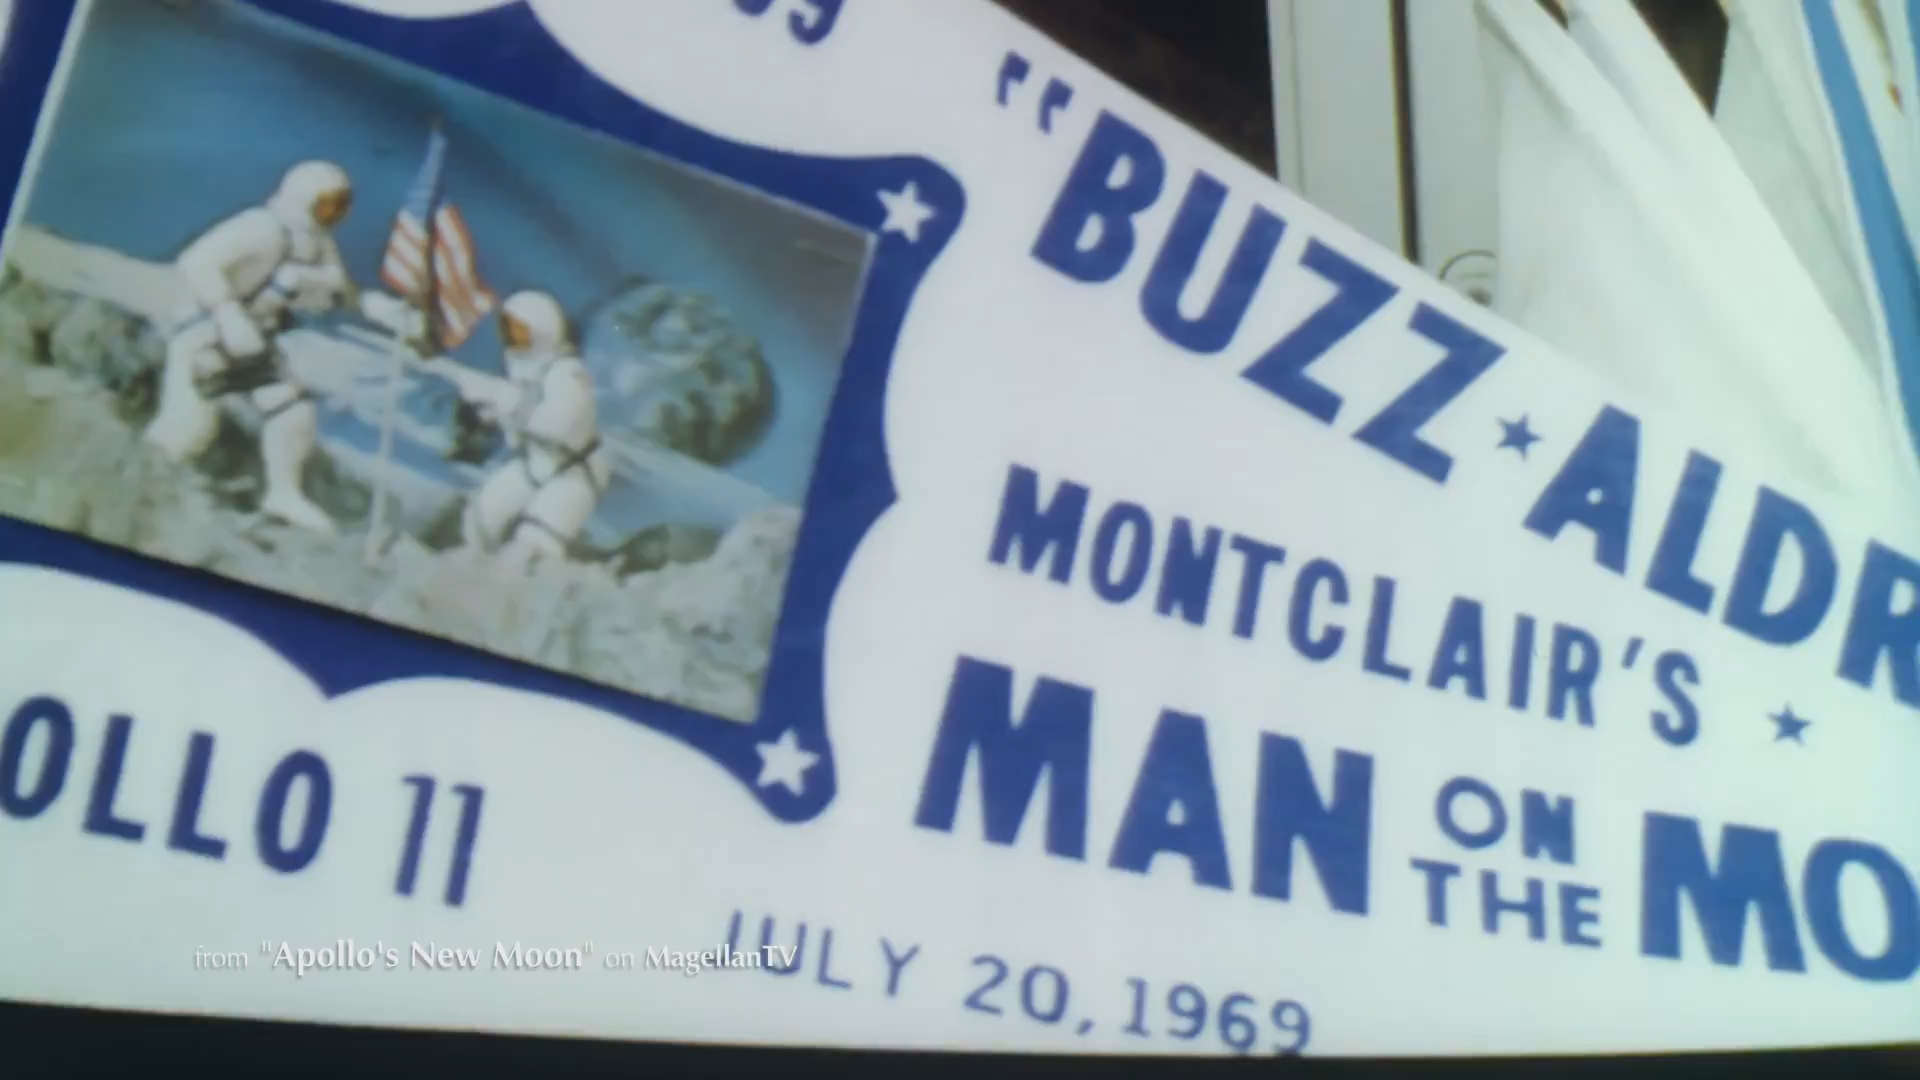 "BUZZ★ALDR
MONTCLAIR'S ★
MAN ON THE MO
OLLO 11
JULY 20, 1969
from "Apollo's New Moon" on MagellanTV